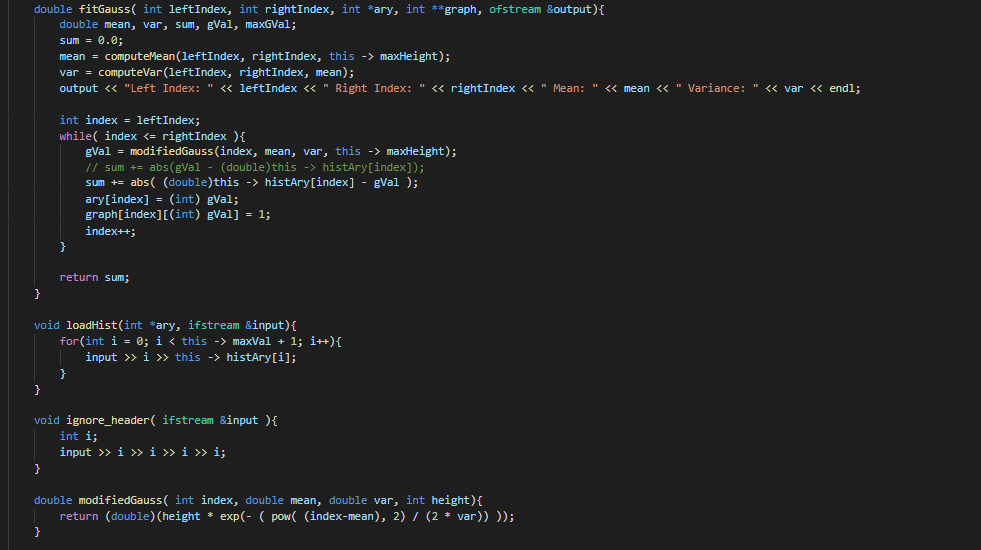 double fitGauss( int leftIndex, int rightIndex, int *ary, int **graph, ofstream &output){
    double mean, var, sum, gVal, maxGVal;
    sum = 0.0;
    mean = computeMean(leftIndex, rightIndex, this -> maxHeight);
    var = computeVar(leftIndex, rightIndex, mean);
    output << "Left Index: " << leftIndex << " Right Index: " << rightIndex << " Mean: " << mean << " Variance: " << var << endl;

    int index = leftIndex;
    while( index <= rightIndex ){
        gVal = modifiedGauss(index, mean, var, this -> maxHeight);
        // sum += abs(gVal - (double)this -> histAry[index]);
        sum += abs( (double)this -> histAry[index] - gVal );
        ary[index] = (int) gVal;
        graph[index][(int) gVal] = 1;
        index++;
    }

    return sum;
}

void loadHist(int *ary, ifstream &input){
    for(int i = 0; i < this -> maxVal + 1; i++){
        input >> i >> this -> histAry[i];
    }
}

void ignore_header( ifstream &input ){
    int i;
    input >> i >> i >> i >> i;
}

double modifiedGauss( int index, double mean, double var, int height){
    return (double)(height * exp(- ( pow( (index-mean), 2) / (2 * var)) ));
}